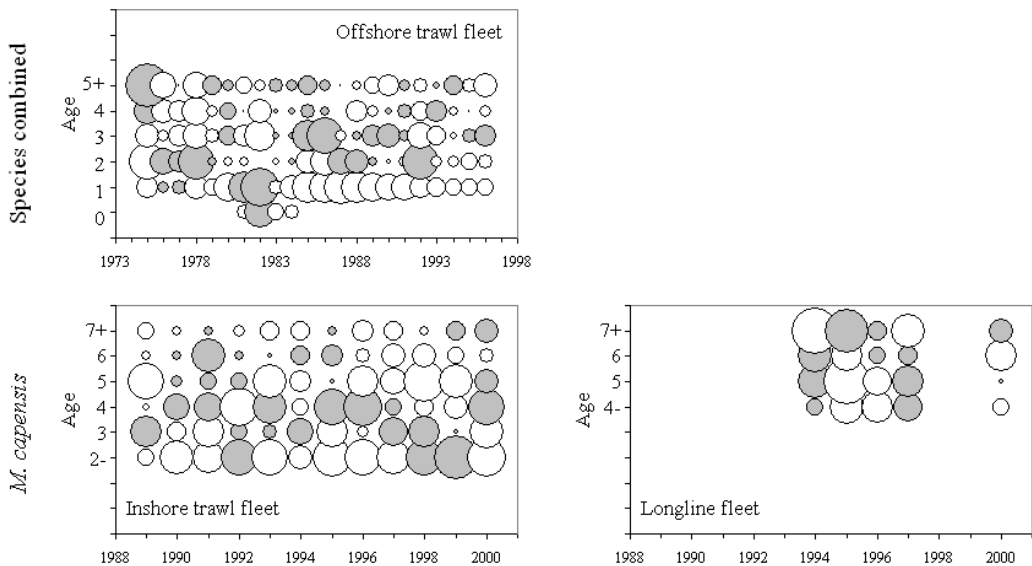 Species combined
Offshore trawl fleet
Age
5+
4
3
2
1
0
1973 1978 1983 1988 1993 1998
M. capensis
Age
7+
6
5
4
3
2-
Inshore trawl fleet
1988 1990 1992 1994 1996 1998 2000
Age
7+
6
5
4-
Longline fleet
1988 1990 1992 1994 1996 1998 2000